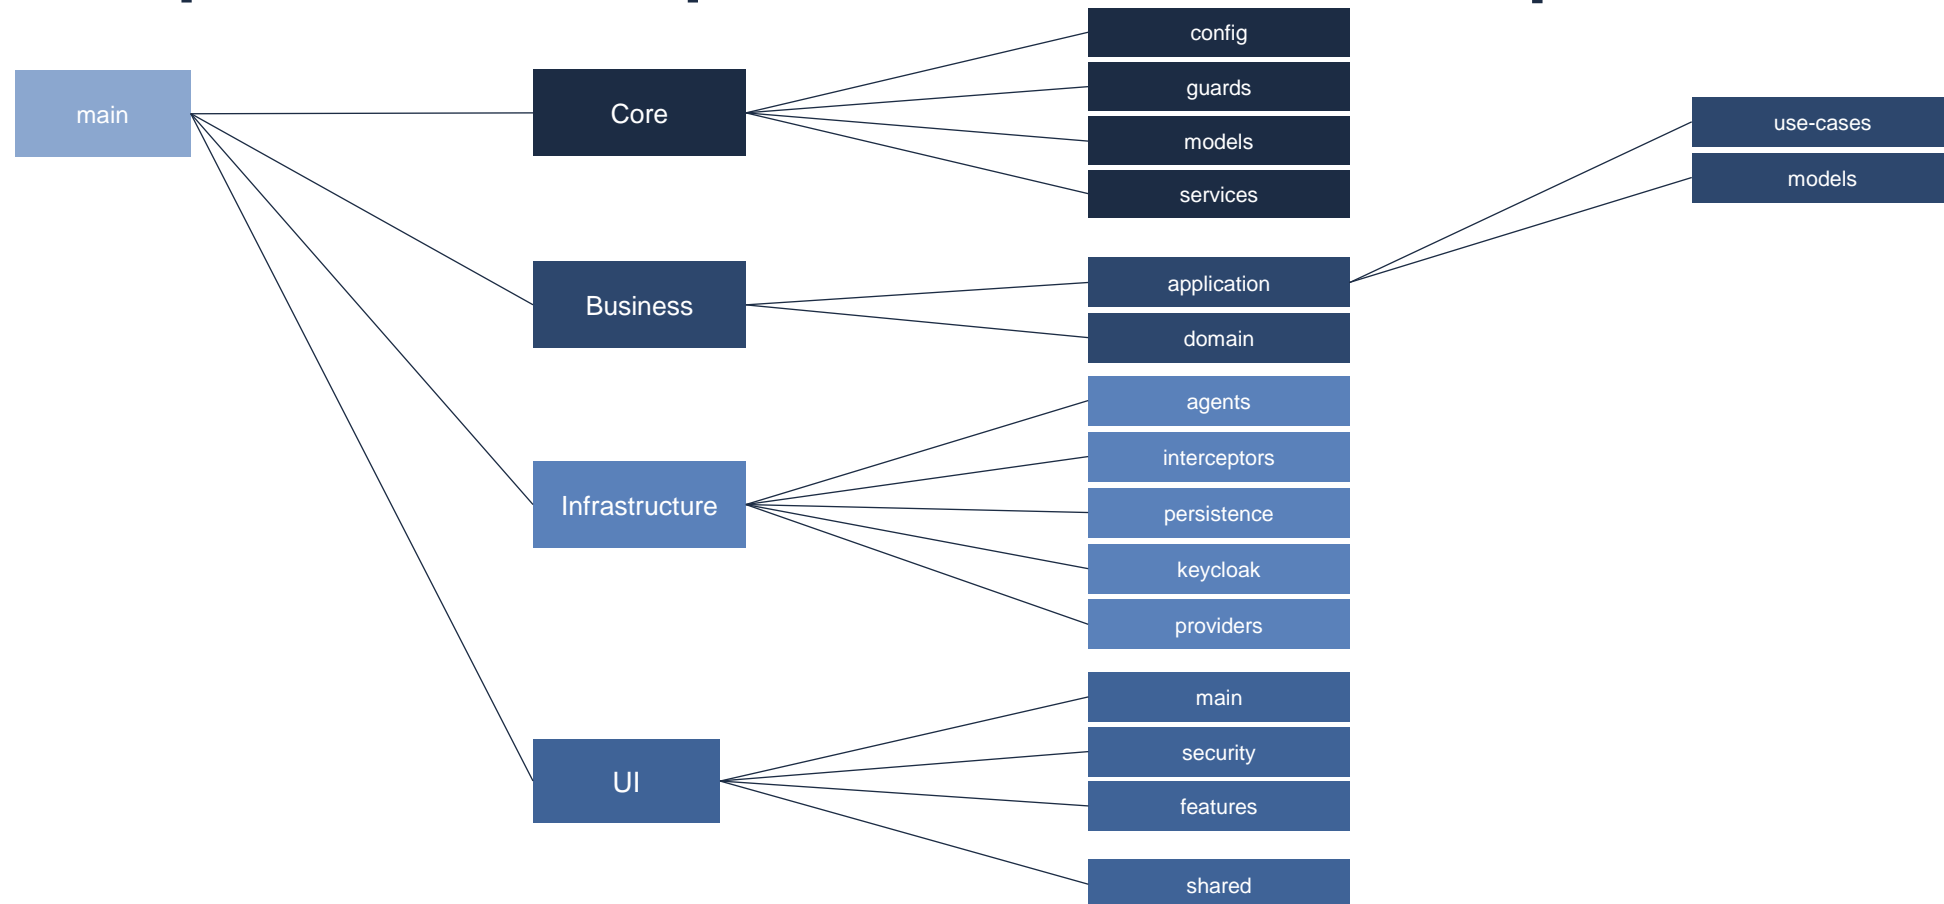 main
Core
config
guards
models
services
Business
application
use-cases
models
domain
Infrastructure
agents
interceptors
persistence
keycloak
providers
UI
main
security
features
shared